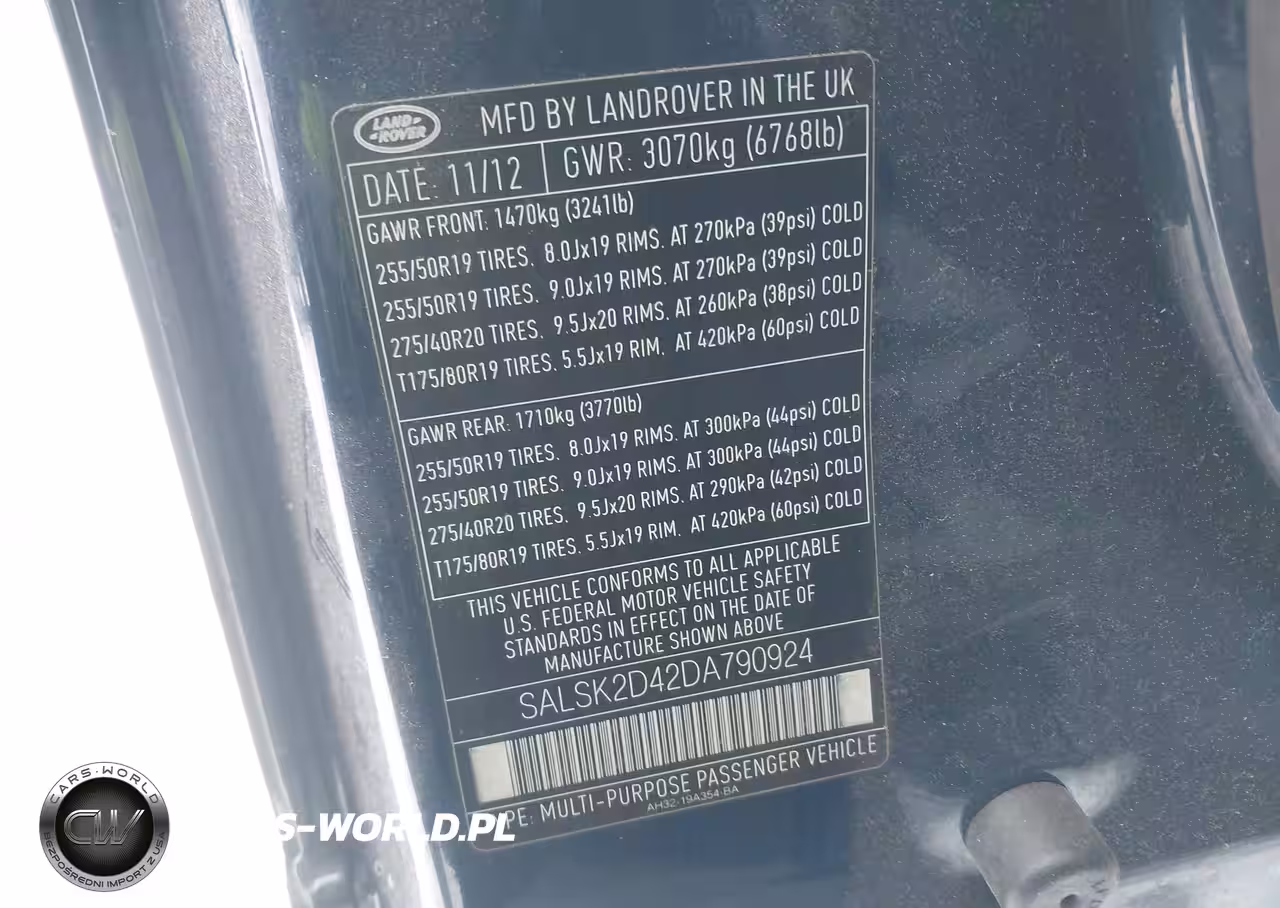 LAND ROVER
MFD BY LANDROVER IN THE UK
DATE: 11/12 GWR: 3070kg (6768lb)
GAWR FRONT: 1470kg (3241lb)
255/50R19 TIRES. 8.0Jx19 RIMS. AT 270kPa (39psi) COLD
255/50R19 TIRES. 9.0Jx19 RIMS. AT 270kPa (39psi) COLD
275/40R20 TIRES. 9.5Jx20 RIMS. AT 260kPa (38psi) COLD
T175/80R19 TIRES. 5.5Jx19 RIM. AT 420kPa (60psi) COLD
GAWR REAR: 1710kg (3770lb)
255/50R19 TIRES. 8.0Jx19 RIMS. AT 300kPa (44psi) COLD
255/50R19 TIRES. 9.0Jx19 RIMS. AT 300kPa (44psi) COLD
275/40R20 TIRES. 9.5Jx20 RIMS. AT 290kPa (42psi) COLD
T175/80R19 TIRES. 5.5Jx19 RIM. AT 420kPa (60psi) COLD
THIS VEHICLE CONFORMS TO ALL APPLICABLE
U.S. FEDERAL MOTOR VEHICLE SAFETY
STANDARDS IN EFFECT ON THE DATE OF
MANUFACTURE SHOWN ABOVE
SALSK2D42DA790924
PE: MULTI-PURPOSE PASSENGER VEHICLE
AH32-19A354-BA
CARS-WORLD
CW
BEZPOŚREDNI IMPORT Z USA
S-WORLD.PL